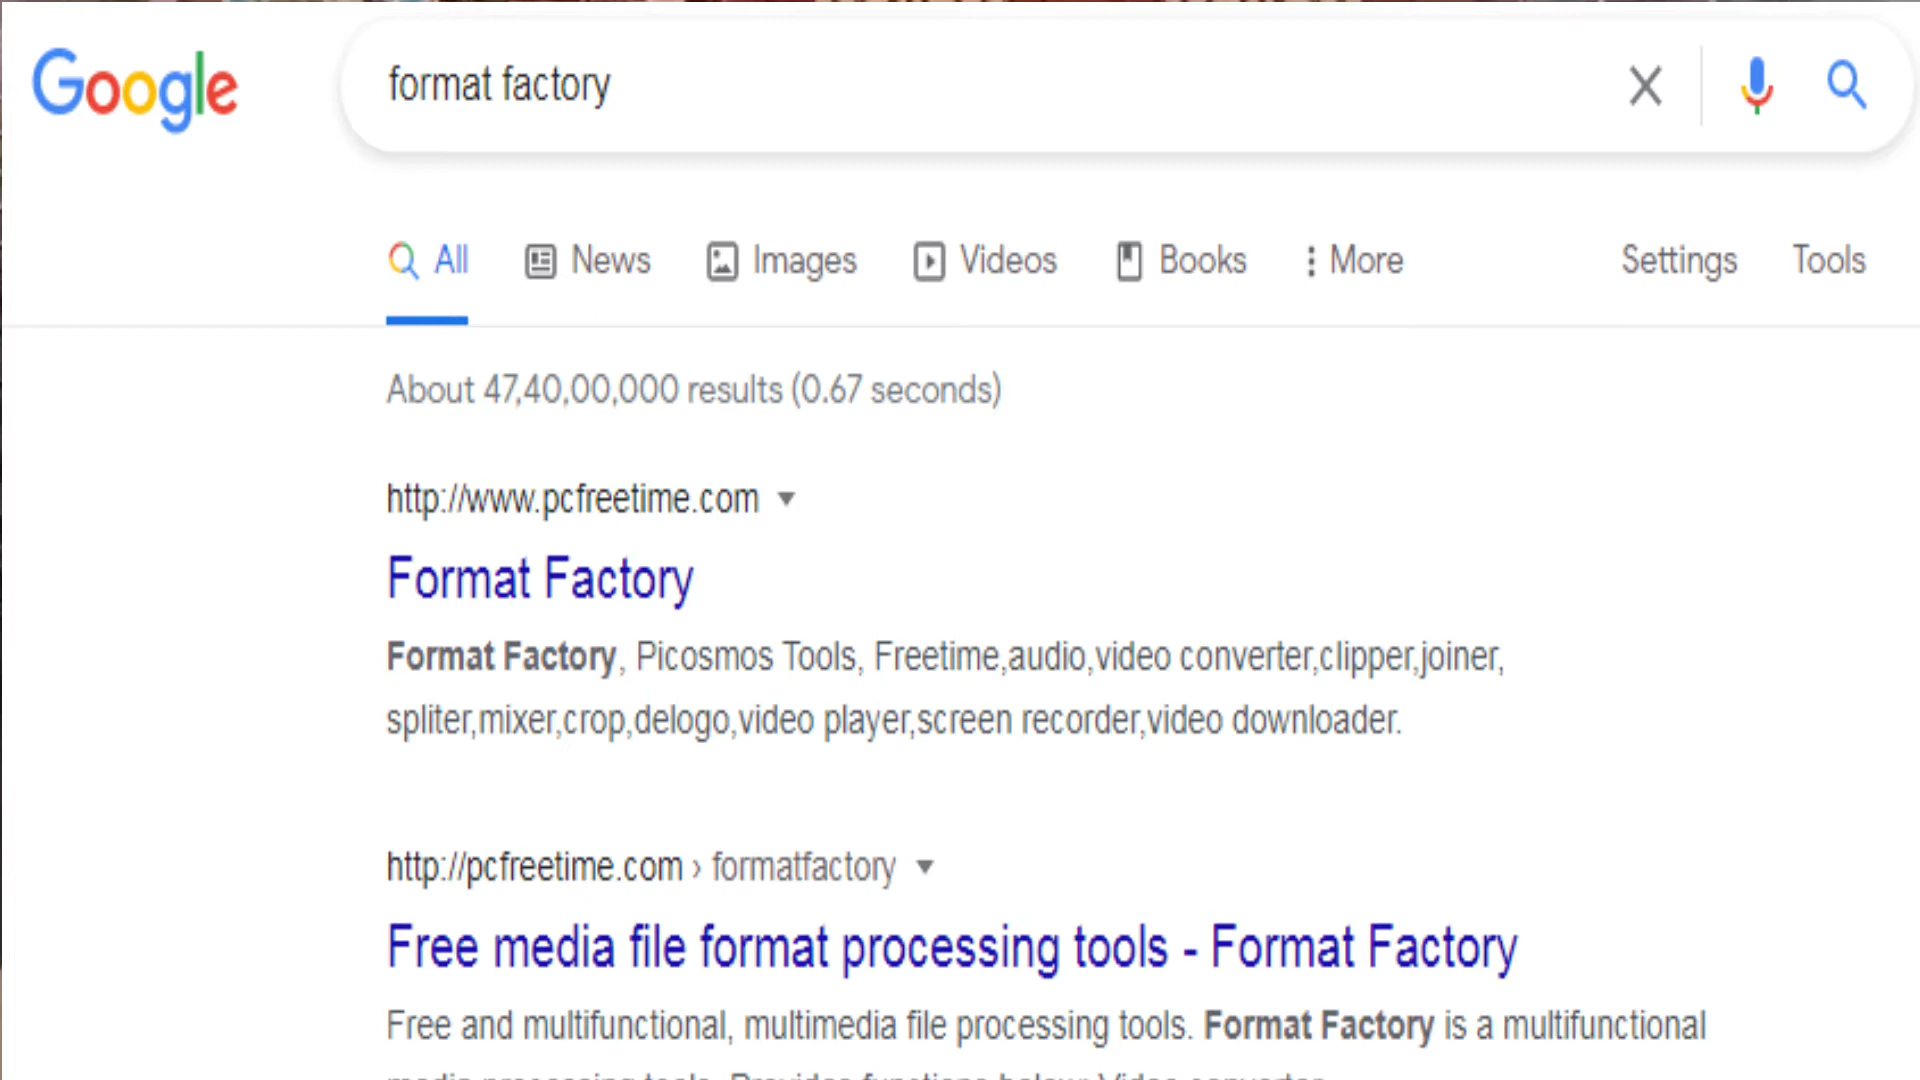 Google format factory
All News Images Videos Books More Settings Tools
About 47,40,00,000 results (0.67 seconds)
http://www.pcfreetime.com
Format Factory
Format Factory, Picosmos Tools, Freetime,audio,video converter,clipper,joiner,
spliter,mixer,crop,delogo,video player,screen recorder,video downloader.
http://pcfreetime.com › formatfactory
Free media file format processing tools - Format Factory
Free and multifunctional, multimedia file processing tools. Format Factory is a multifunctional